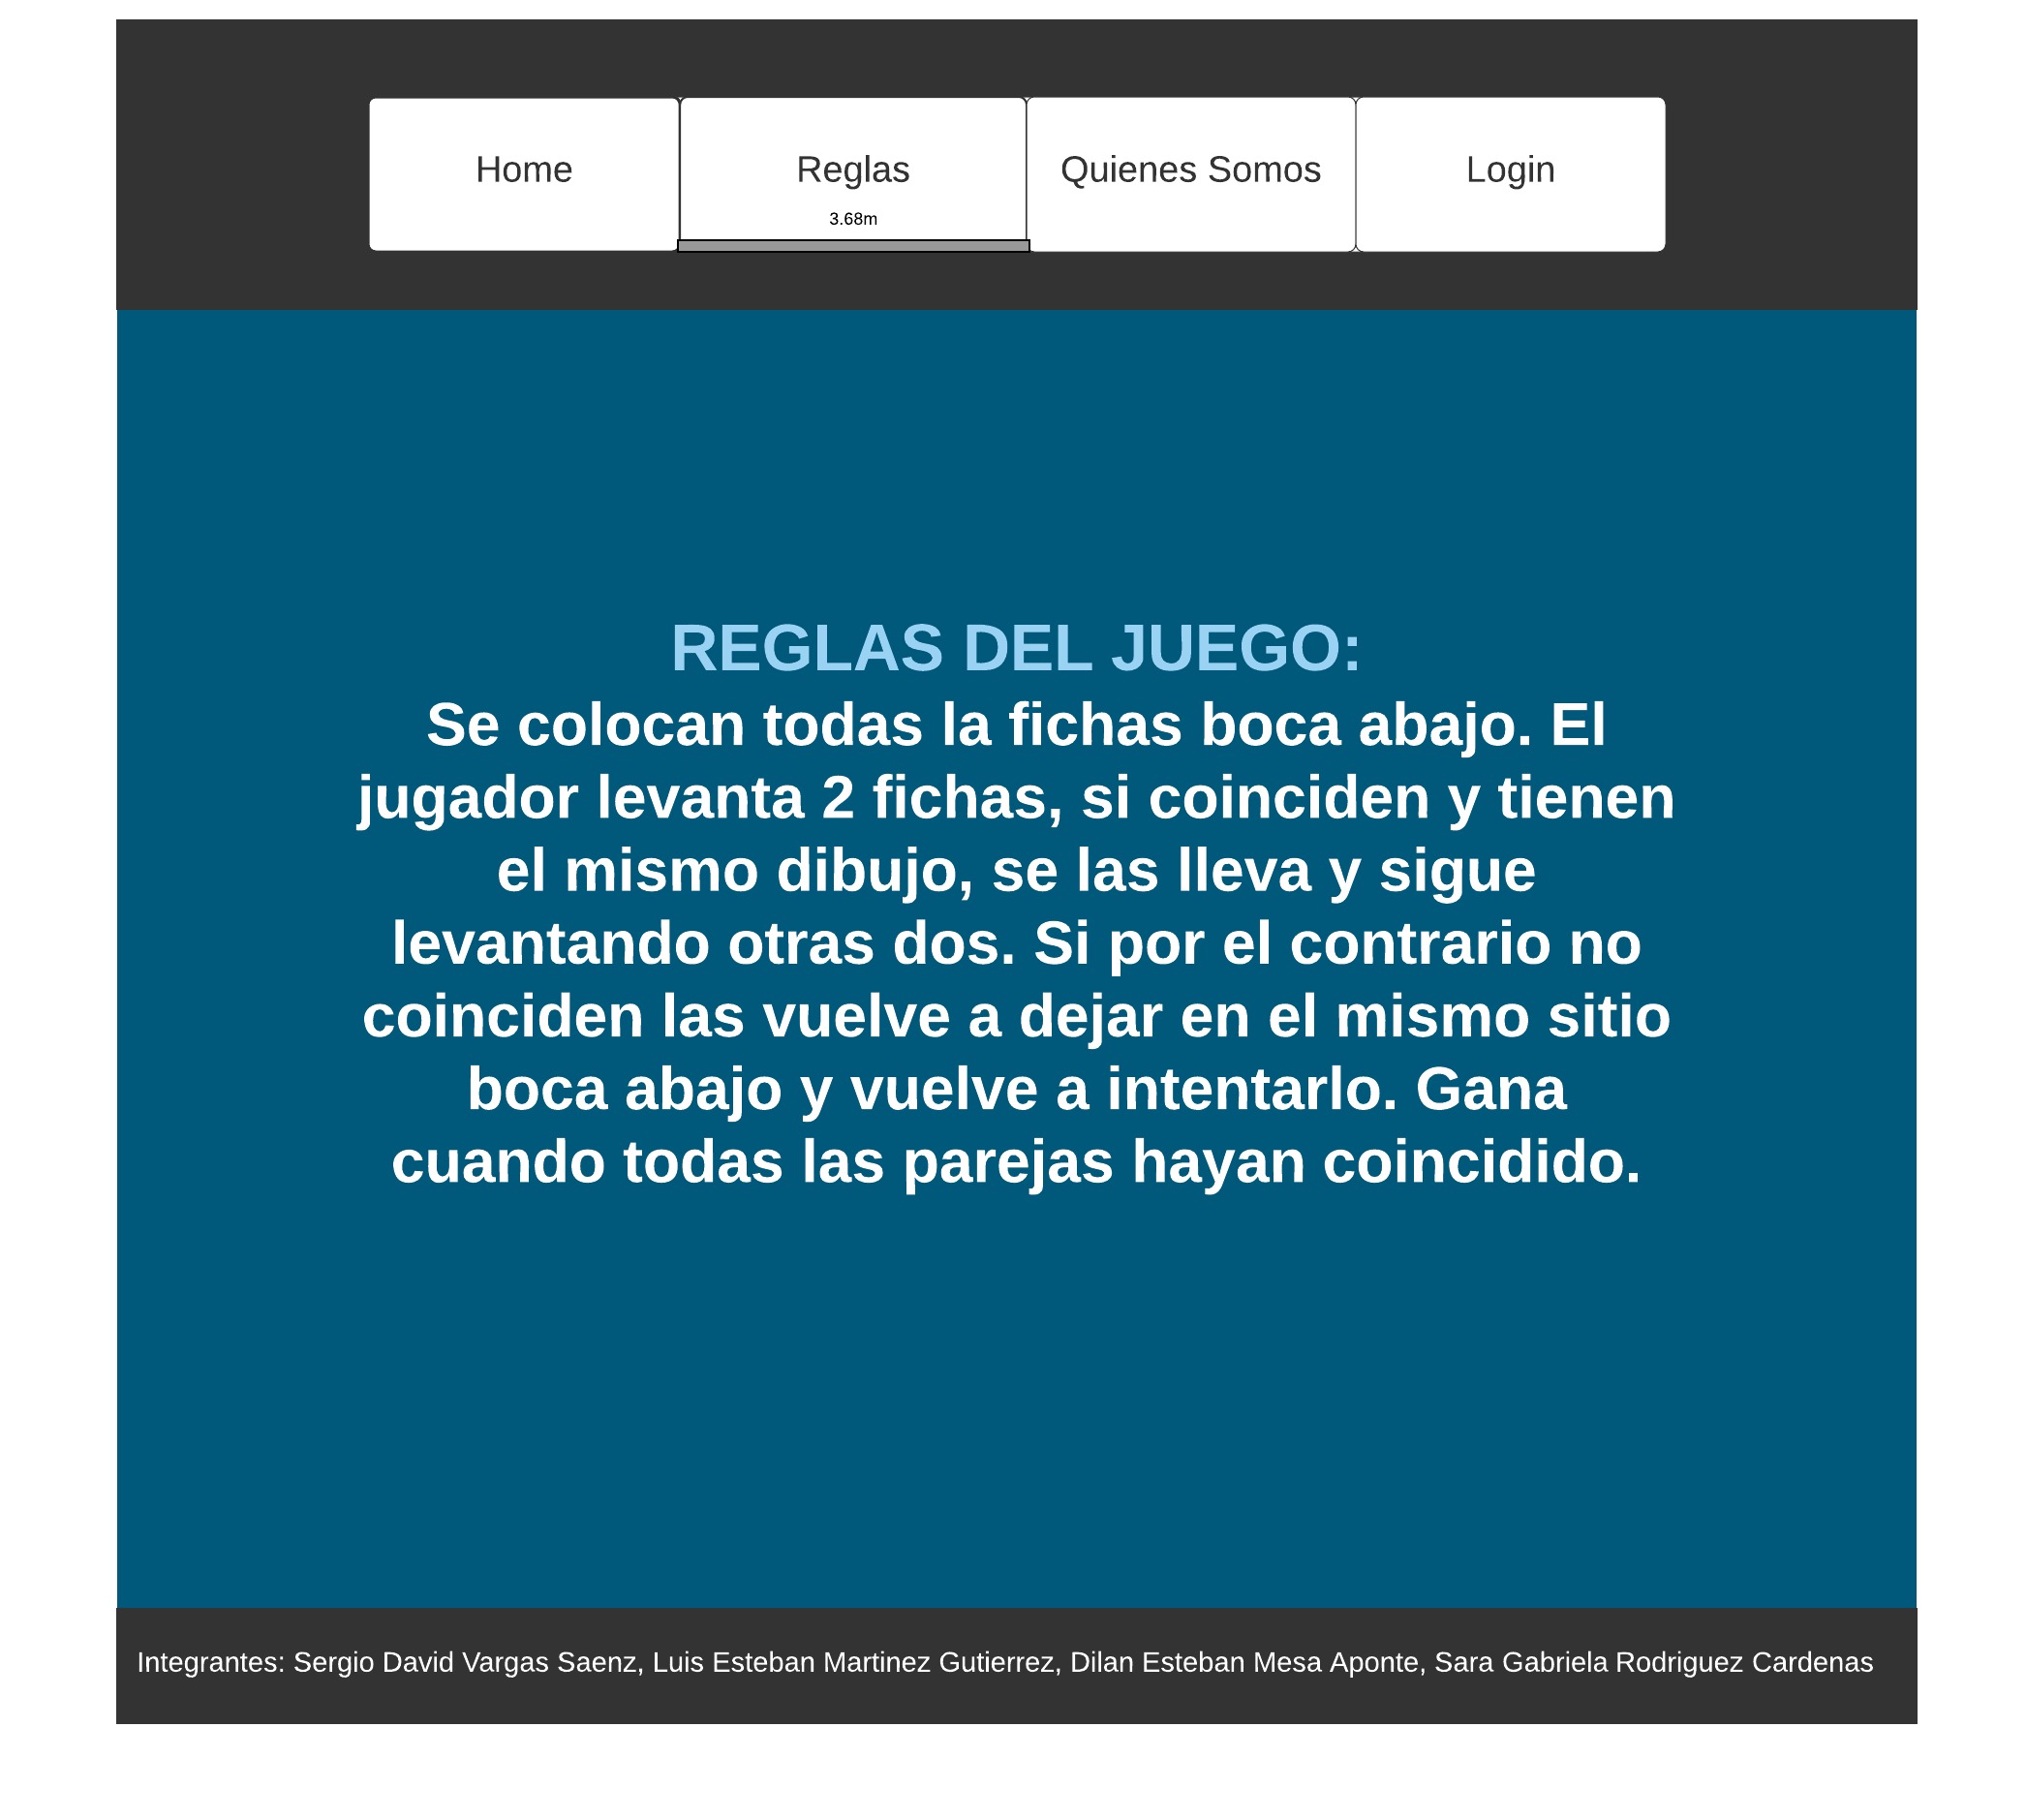 Home Reglas Quienes Somos Login
3.68m
REGLAS DEL JUEGO:
Se colocan todas la fichas boca abajo. El
jugador levanta 2 fichas, si coinciden y tienen
el mismo dibujo, se las lleva y sigue
levantando otras dos. Si por el contrario no
coinciden las vuelve a dejar en el mismo sitio
boca abajo y vuelve a intentarlo. Gana
cuando todas las parejas hayan coincidido.
Integrantes: Sergio David Vargas Saenz, Luis Esteban Martinez Gutierrez, Dilan Esteban Mesa Aponte, Sara Gabriela Rodriguez Cardenas